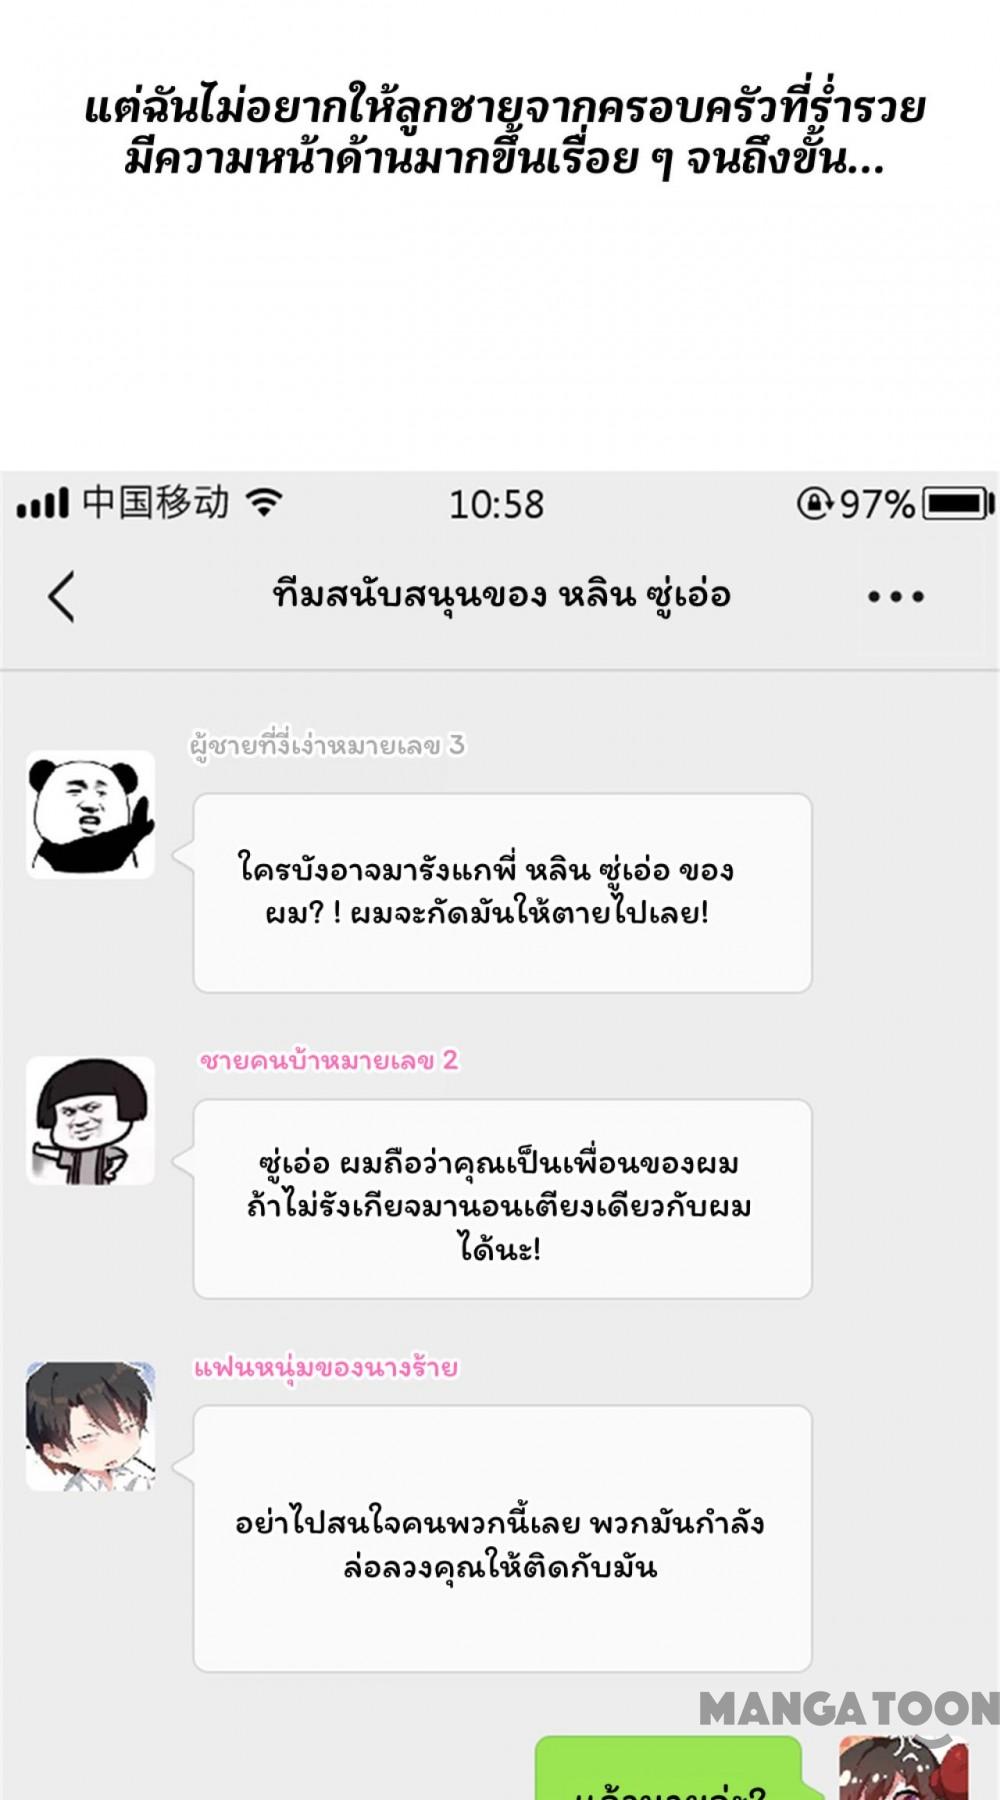 แต่ฉันไม่อยากให้ลูกชายจากครอบครัวที่ร่ำรวย
มีความหน้าด้านมากขึ้นเรื่อย ๆ จนถึงขั้น...
中国移动 10:58 97%
ทีมสนับสนุนของ หลิน ซู่เอ่อ
ผู้ชายที่งี่เง่าหมายเลข 3
ใครบังอาจมารังแกพี่ หลิน ซู่เอ่อ ของ
ผม? ! ผมจะกัดมันให้ตายไปเลย!
ชายคนบ้าหมายเลข 2
ซู่เอ่อ ผมถือว่าคุณเป็นเพื่อนของผม
ถ้าไม่รังเกียจมานอนเตียงเดียวกับผม
ได้นะ!
แฟนหนุ่มของนางร้าย
อย่าไปสนใจคนพวกนี้เลย พวกมันกำลัง
ล่อลวงคุณให้ติดกับมัน
MANGATOON